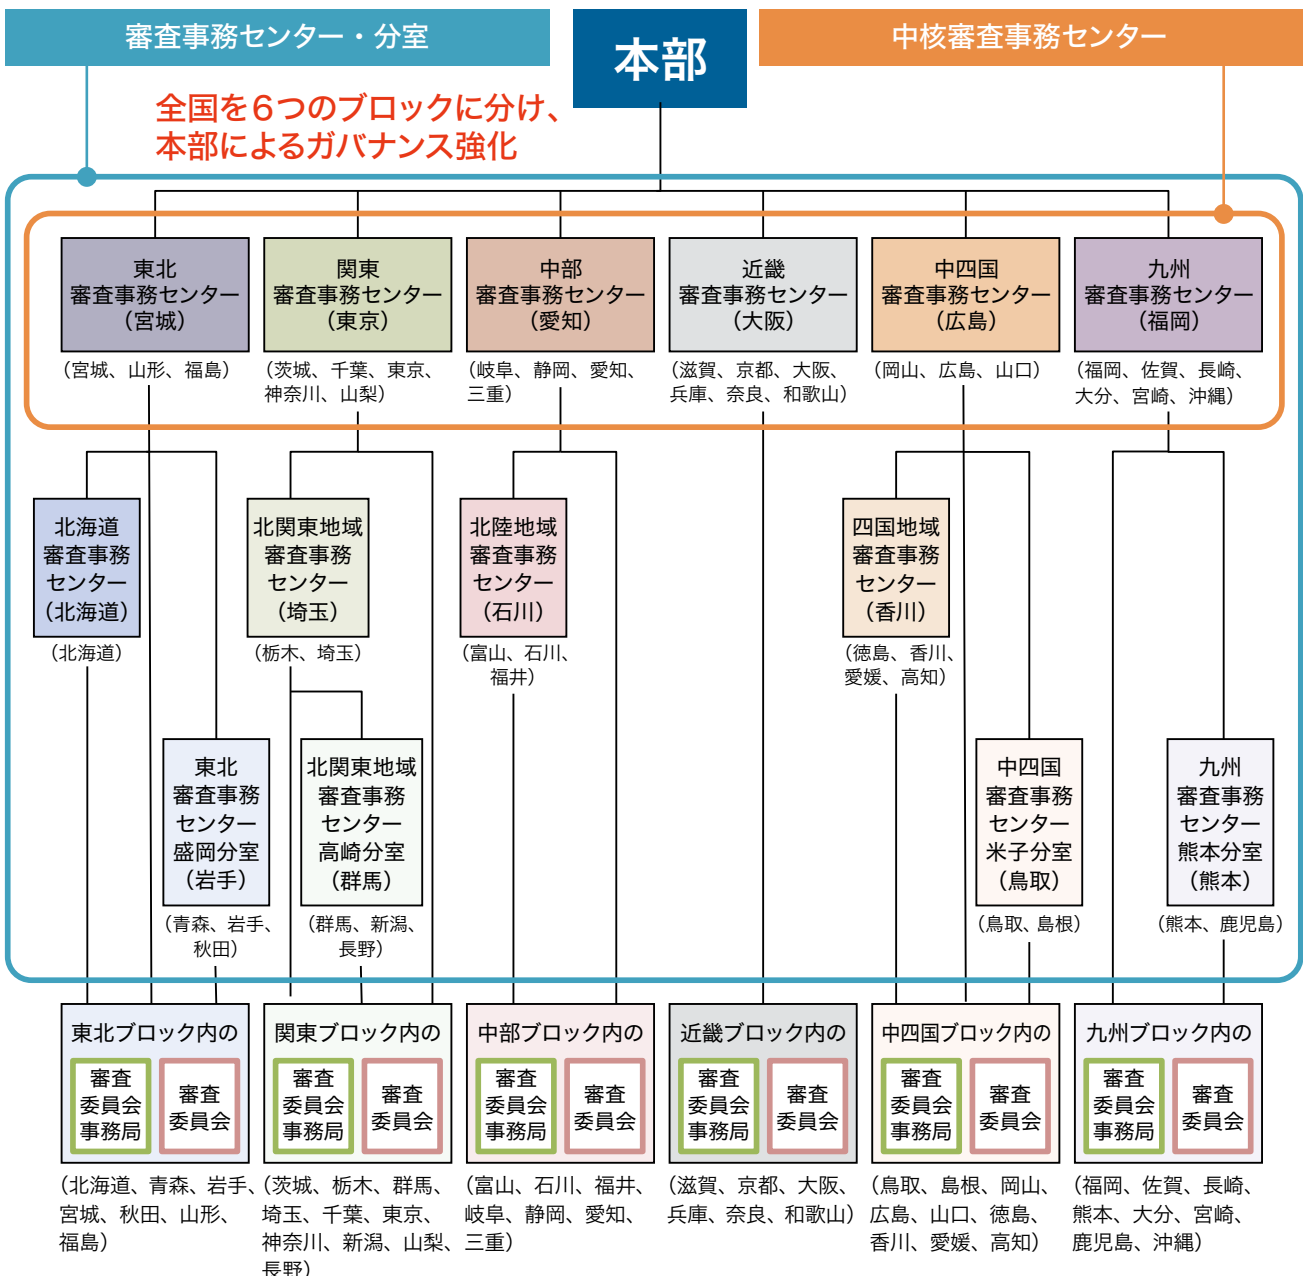 審査事務センター・分室
本部
中核審査事務センター
全国を6つのブロックに分け、
本部によるガバナンス強化
東北
審査事務センター
（宮城）
（宮城、山形、福島）
関東
審査事務センター
（東京）
（茨城、千葉、東京、
神奈川、山梨）
中部
審査事務センター
（愛知）
（岐阜、静岡、愛知、
三重）
近畿
審査事務センター
（大阪）
（滋賀、京都、大阪、
兵庫、奈良、和歌山）
中四国
審査事務センター
（広島）
（岡山、広島、山口）
九州
審査事務センター
（福岡）
（福岡、佐賀、長崎、
大分、宮崎、沖縄）
北海道
審査事務
センター
（北海道）
（北海道）
北関東地域
審査事務
センター
（埼玉）
（栃木、埼玉）
北陸地域
審査事務
センター
（石川）
（富山、石川、
福井）
四国地域
審査事務
センター
（香川）
（徳島、香川、
愛媛、高知）
東北
審査事務
センター
盛岡分室
（岩手）
（青森、岩手、
秋田）
北関東地域
審査事務
センター
高崎分室
（群馬）
（群馬、新潟、
長野）
中四国
審査事務
センター
米子分室
（鳥取）
（鳥取、島根）
九州
審査事務
センター
熊本分室
（熊本）
（熊本、鹿児島）
東北ブロック内の
審査
委員会
事務局
審査
委員会
（北海道、青森、岩手、
宮城、秋田、山形、
福島）
関東ブロック内の
審査
委員会
事務局
審査
委員会
（茨城、栃木、群馬、
埼玉、千葉、東京、
神奈川、新潟、山梨、
長野）
中部ブロック内の
審査
委員会
事務局
審査
委員会
（富山、石川、福井、
岐阜、静岡、愛知、
三重）
近畿ブロック内の
審査
委員会
事務局
審査
委員会
（滋賀、京都、大阪、
兵庫、奈良、和歌山）
中四国ブロック内の
審査
委員会
事務局
審査
委員会
（鳥取、島根、岡山、
広島、山口、徳島、
香川、愛媛、高知）
九州ブロック内の
審査
委員会
事務局
審査
委員会
（福岡、佐賀、長崎、
熊本、大分、宮崎、
鹿児島、沖縄）